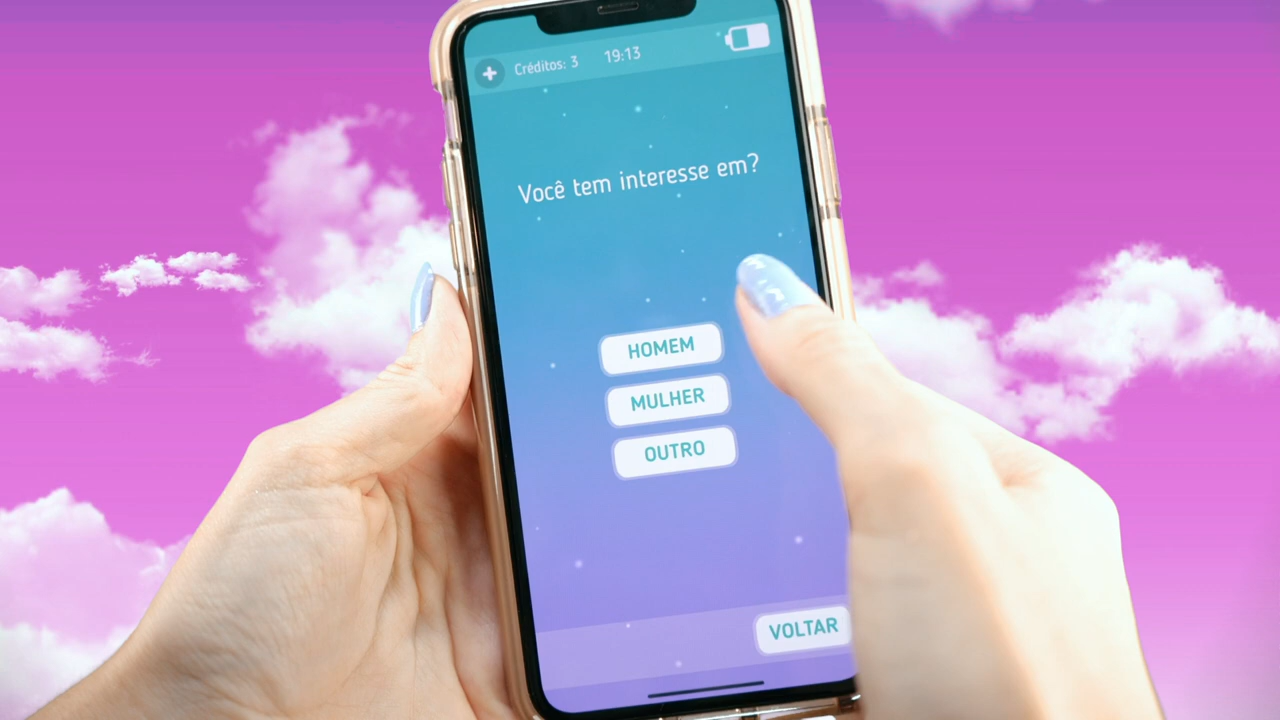 Créditos: 3 19:13
Você tem interesse em?
HOMEM
MULHER
OUTRO
VOLTAR